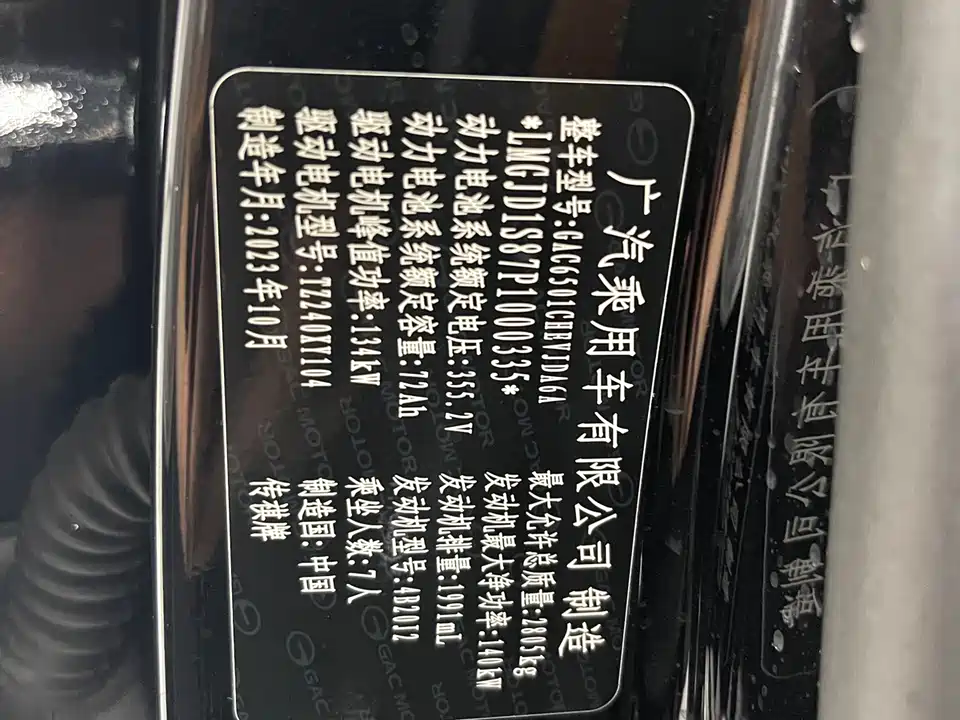 广汽乘用车有限公司 制造
整车型号:GAC6501CHEVJDA6A
*LMGJD1S87P1000335*
动力电池系统额定电压:355.2V
动力电池系统额定容量:72Ah
驱动电机峰值功率:134kW
驱动电机型号:TZ240XY104
制造年月:2023年10月
最大允许总质量:2805kg
发动机最大净功率:140kW
发动机排量:1991mL
发动机型号:4B20J2
乘坐人数:7人
制造国:中国
传祺牌
GAC MOTOR